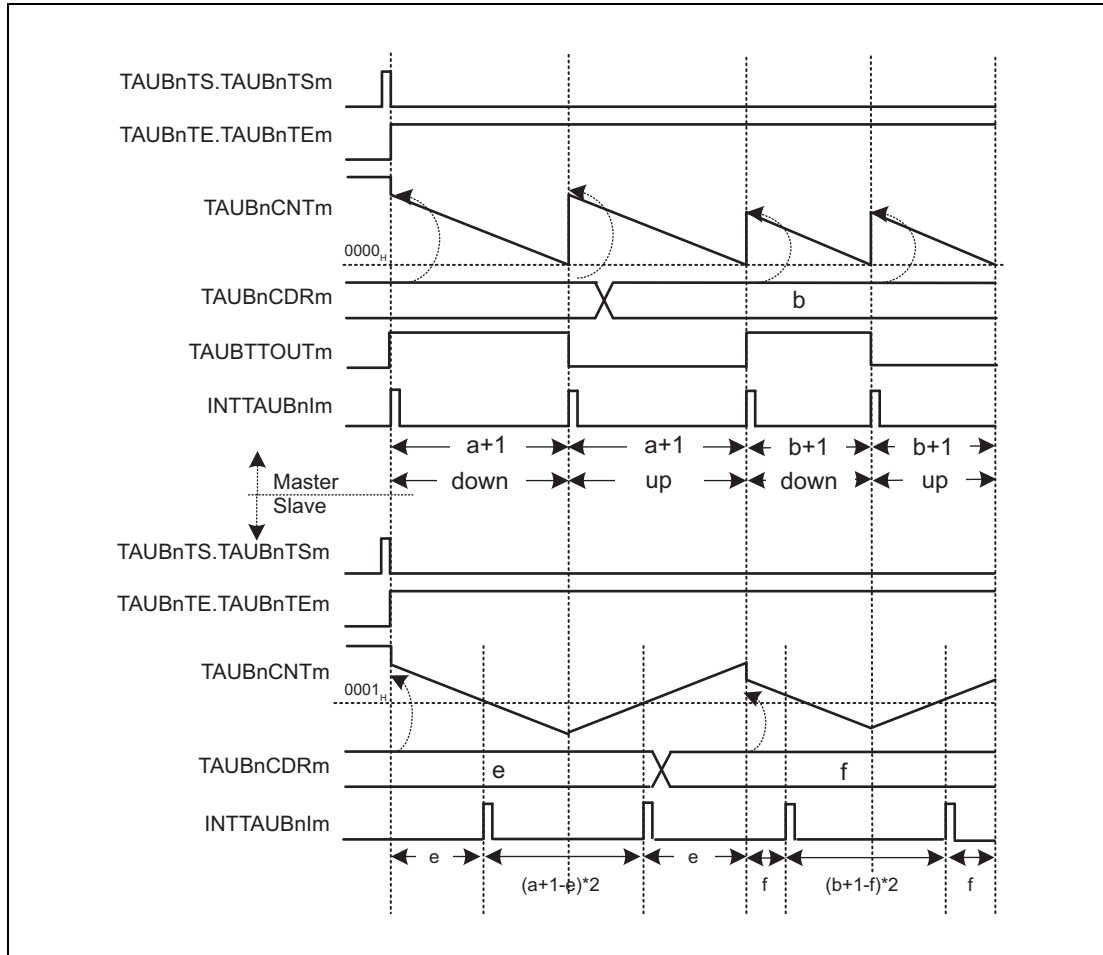 TAUBnTS.TAUBnTSm
TAUBnTE.TAUBnTEm
TAUBnCNTm
0000H
TAUBnCDRm
b
TAUBTTOUTm
INTTAUBnIm
a+1 a+1 b+1 b+1
down up down up
Master
Slave
TAUBnTS.TAUBnTSm
TAUBnTE.TAUBnTEm
TAUBnCNTm
0001H
TAUBnCDRm
e f
INTTAUBnIm
e e f f
(a+1-e)*2 (b+1-f)*2